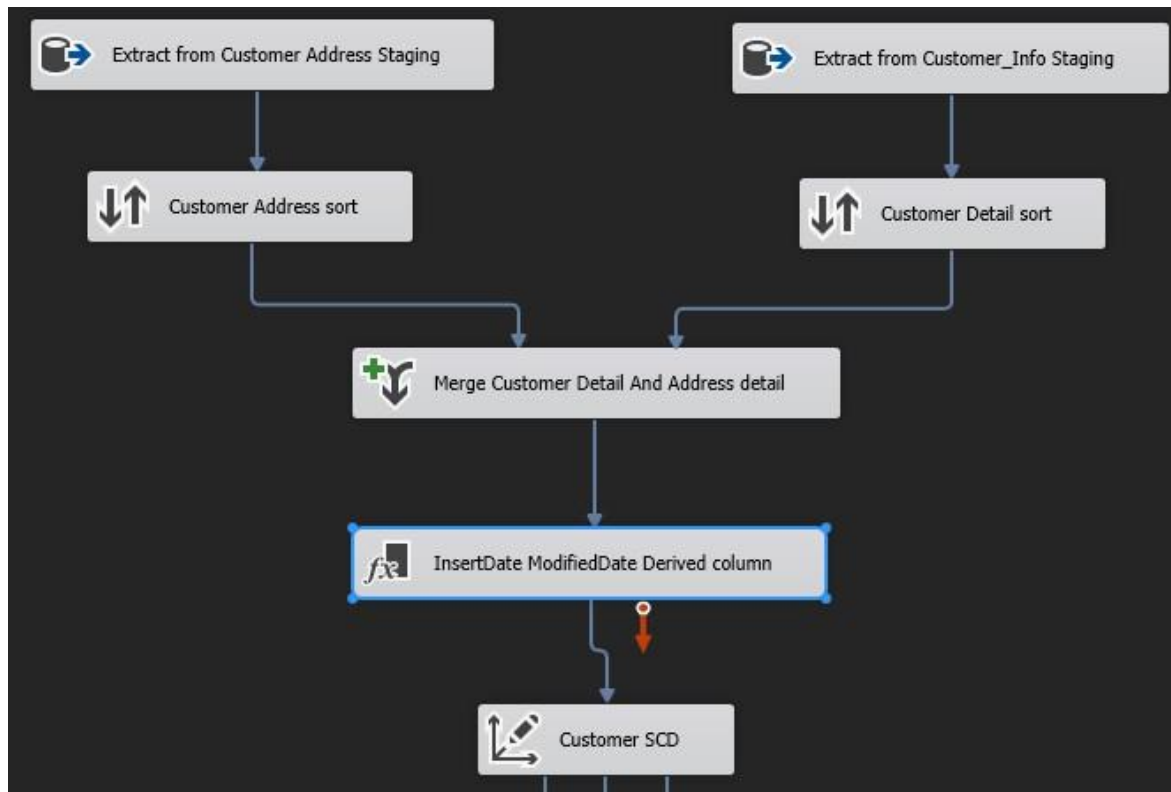 Extract from Customer Address Staging
Extract from Customer_Info Staging
Customer Address sort
Customer Detail sort
Merge Customer Detail And Address detail
fx
InsertDate ModifiedDate Derived column
Customer SCD